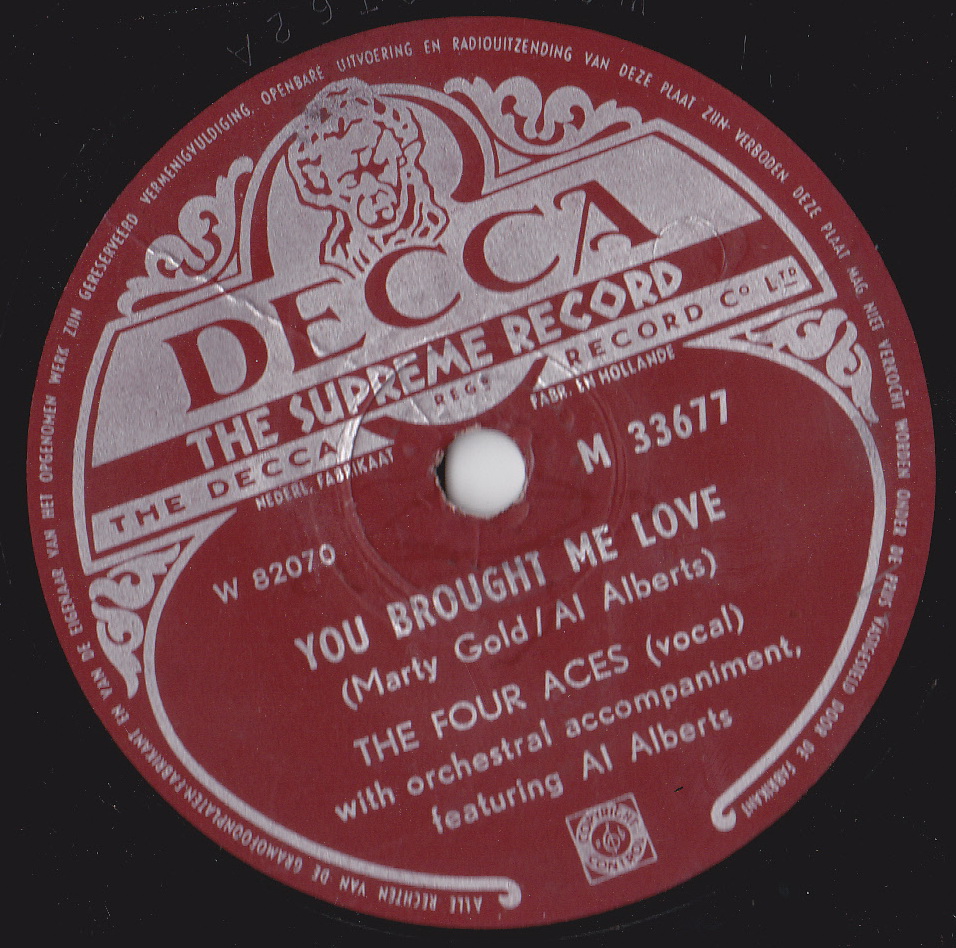 ALLE RECHTEN VAN DE GRAMOFOONPLATEN-FABRIKANT EN VAN DE EIGENAAR VAN HET OPGENOMEN WERK ZIJN GERESERVEERD VERMENIGVULDIGING, OPENBARE UITVOERING EN RADIOUITZENDING VAN DEZE PLAAT ZIJN VERBODEN DEZE PLAAT MAG NIET VERKOCHT WORDEN ONDER DE PRIJS VASTGESTELD DOOR DE FABRIKANT
DECCA
THE SUPREME RECORD
THE DECCA RECORD CO LTD
REGD
NEDERL. FABRIKAAT FABR. EN HOLLANDE
M 33677
W 82070
YOU BROUGHT ME LOVE
(Marty Gold/Al Alberts)
THE FOUR ACES (vocal)
with orchestral accompaniment,
featuring Al Alberts
COPYRIGHT
CONTROL